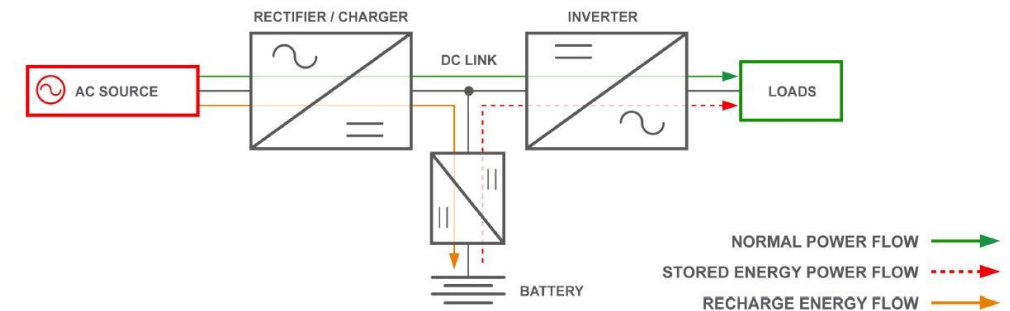 RECTIFIER / CHARGER
INVERTER
DC LINK
AC SOURCE
LOADS
BATTERY
NORMAL POWER FLOW
STORED ENERGY POWER FLOW
RECHARGE ENERGY FLOW